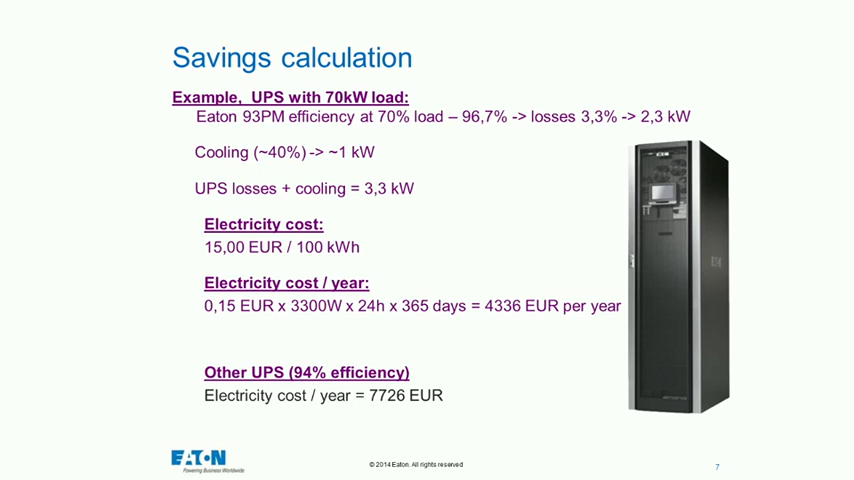 Savings calculation
Example, UPS with 70kW load:
Eaton 93PM efficiency at 70% load – 96,7% -> losses 3,3% -> 2,3 kW
Cooling (~40%) -> ~1 kW
UPS losses + cooling = 3,3 kW
Electricity cost:
15,00 EUR / 100 kWh
Electricity cost / year:
0,15 EUR x 3300W x 24h x 365 days = 4336 EUR per year
Other UPS (94% efficiency)
Electricity cost / year = 7726 EUR
EATON
Powering Business Worldwide
© 2014 Eaton. All rights reserved
7